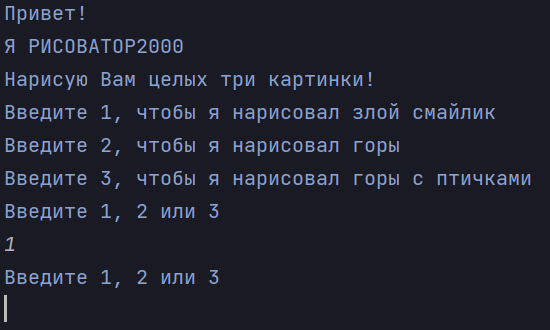 Привет!
Я РИСОВАТОР2000
Нарисую Вам целых три картинки!
Введите 1, чтобы я нарисовал злой смайлик
Введите 2, чтобы я нарисовал горы
Введите 3, чтобы я нарисовал горы с птичками
Введите 1, 2 или 3
1
Введите 1, 2 или 3